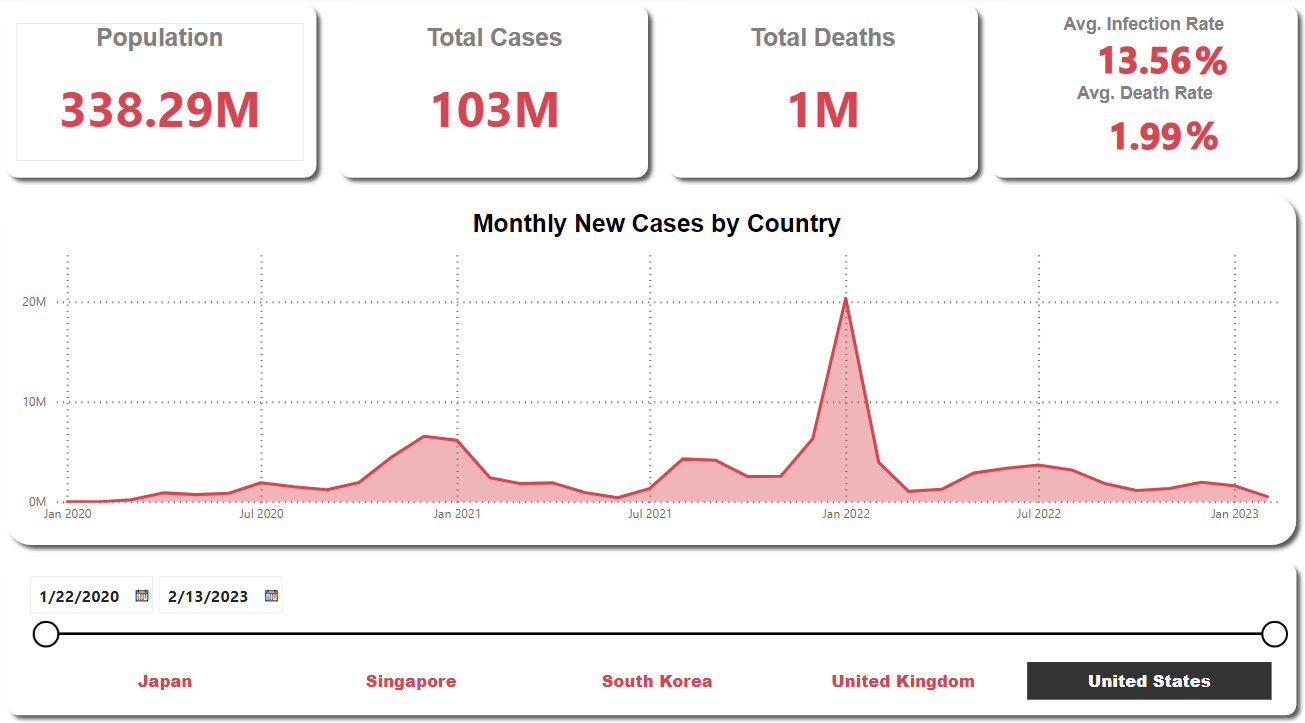 Population
338.29M
Total Cases
103M
Total Deaths
1M
Avg. Infection Rate
13.56%
Avg. Death Rate
1.99%
Monthly New Cases by Country
20M
10M
0M
Jan 2020 Jul 2020 Jan 2021 Jul 2021 Jan 2022 Jul 2022 Jan 2023
1/22/2020 2/13/2023
Japan Singapore South Korea United Kingdom United States